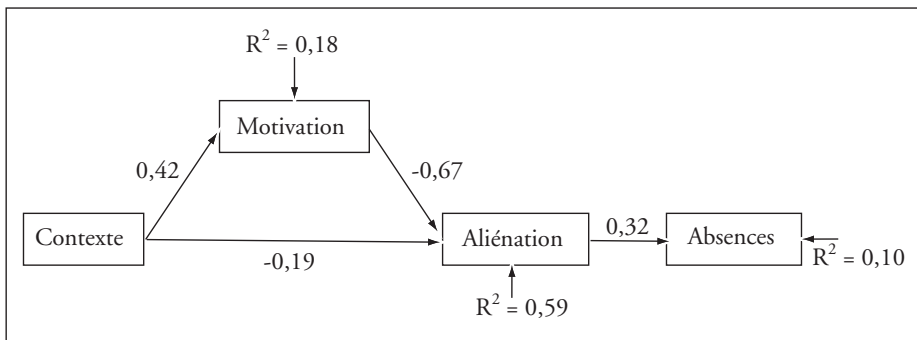 R² = 0,18
Motivation
0,42
-0,67
Contexte
Aliénation
0,32
Absences
-0,19
R² = 0,10
R² = 0,59